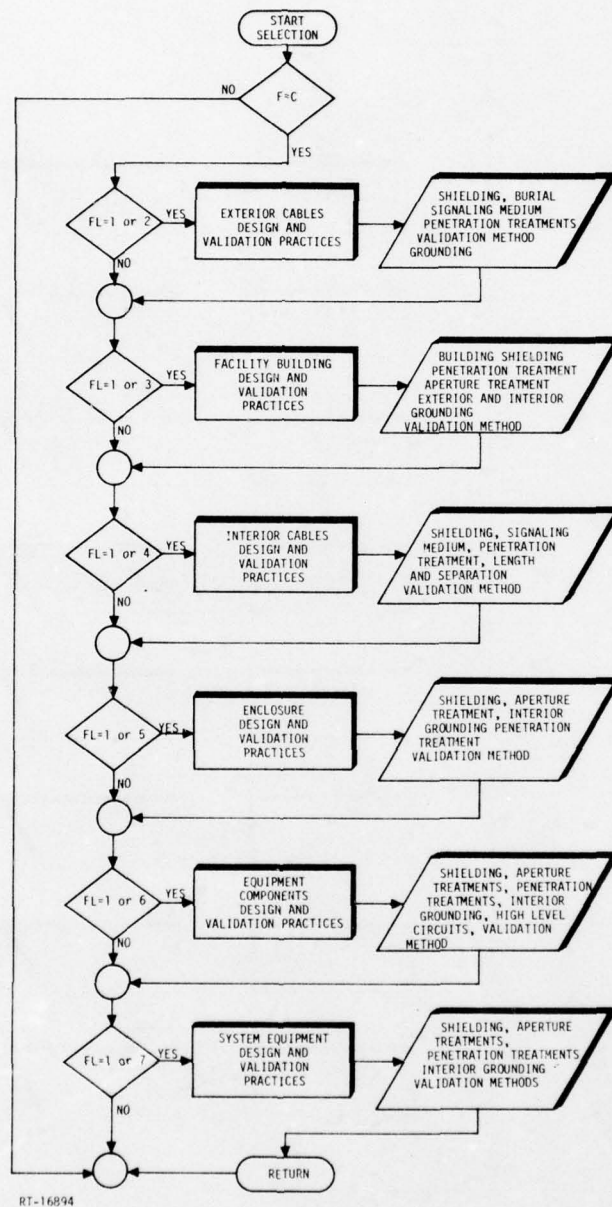 START
SELECTION
NO
F=C
YES
FL=1 or 2
YES
EXTERIOR CABLES
DESIGN AND
VALIDATION PRACTICES
SHIELDING, BURIAL
SIGNALING MEDIUM
PENETRATION TREATMENTS
VALIDATION METHOD
GROUNDING
NO
FL=1 or 3
YES
FACILITY BUILDING
DESIGN AND
VALIDATION
PRACTICES
BUILDING SHIELDING
PENETRATION TREATMENT
APERTURE TREATMENT
EXTERIOR AND INTERIOR
GROUNDING
VALIDATION METHOD
NO
FL=1 or 4
YES
INTERIOR CABLES
DESIGN AND
VALIDATION
PRACTICES
SHIELDING, SIGNALING
MEDIUM, PENETRATION
TREATMENT, LENGTH
AND SEPARATION
VALIDATION METHOD
NO
FL=1 or 5
YES
ENCLOSURE
DESIGN AND
VALIDATION
PRACTICES
SHIELDING, APERTURE
TREATMENT, INTERIOR
GROUNDING PENETRATION
TREATMENT
VALIDATION METHOD
NO
FL=1 or 6
YES
EQUIPMENT
COMPONENTS
DESIGN AND
VALIDATION PRACTICES
SHIELDING, APERTURE
TREATMENTS, PENETRATION
TREATMENTS, INTERIOR
GROUNDING, HIGH LEVEL
CIRCUITS, VALIDATION
METHOD
NO
FL=1 or 7
YES
SYSTEM EQUIPMENT
DESIGN AND
VALIDATION
PRACTICES
SHIELDING, APERTURE
TREATMENTS,
PENETRATION TREATMENTS
INTERIOR GROUNDING
VALIDATION METHODS
NO
RETURN
RT-16894